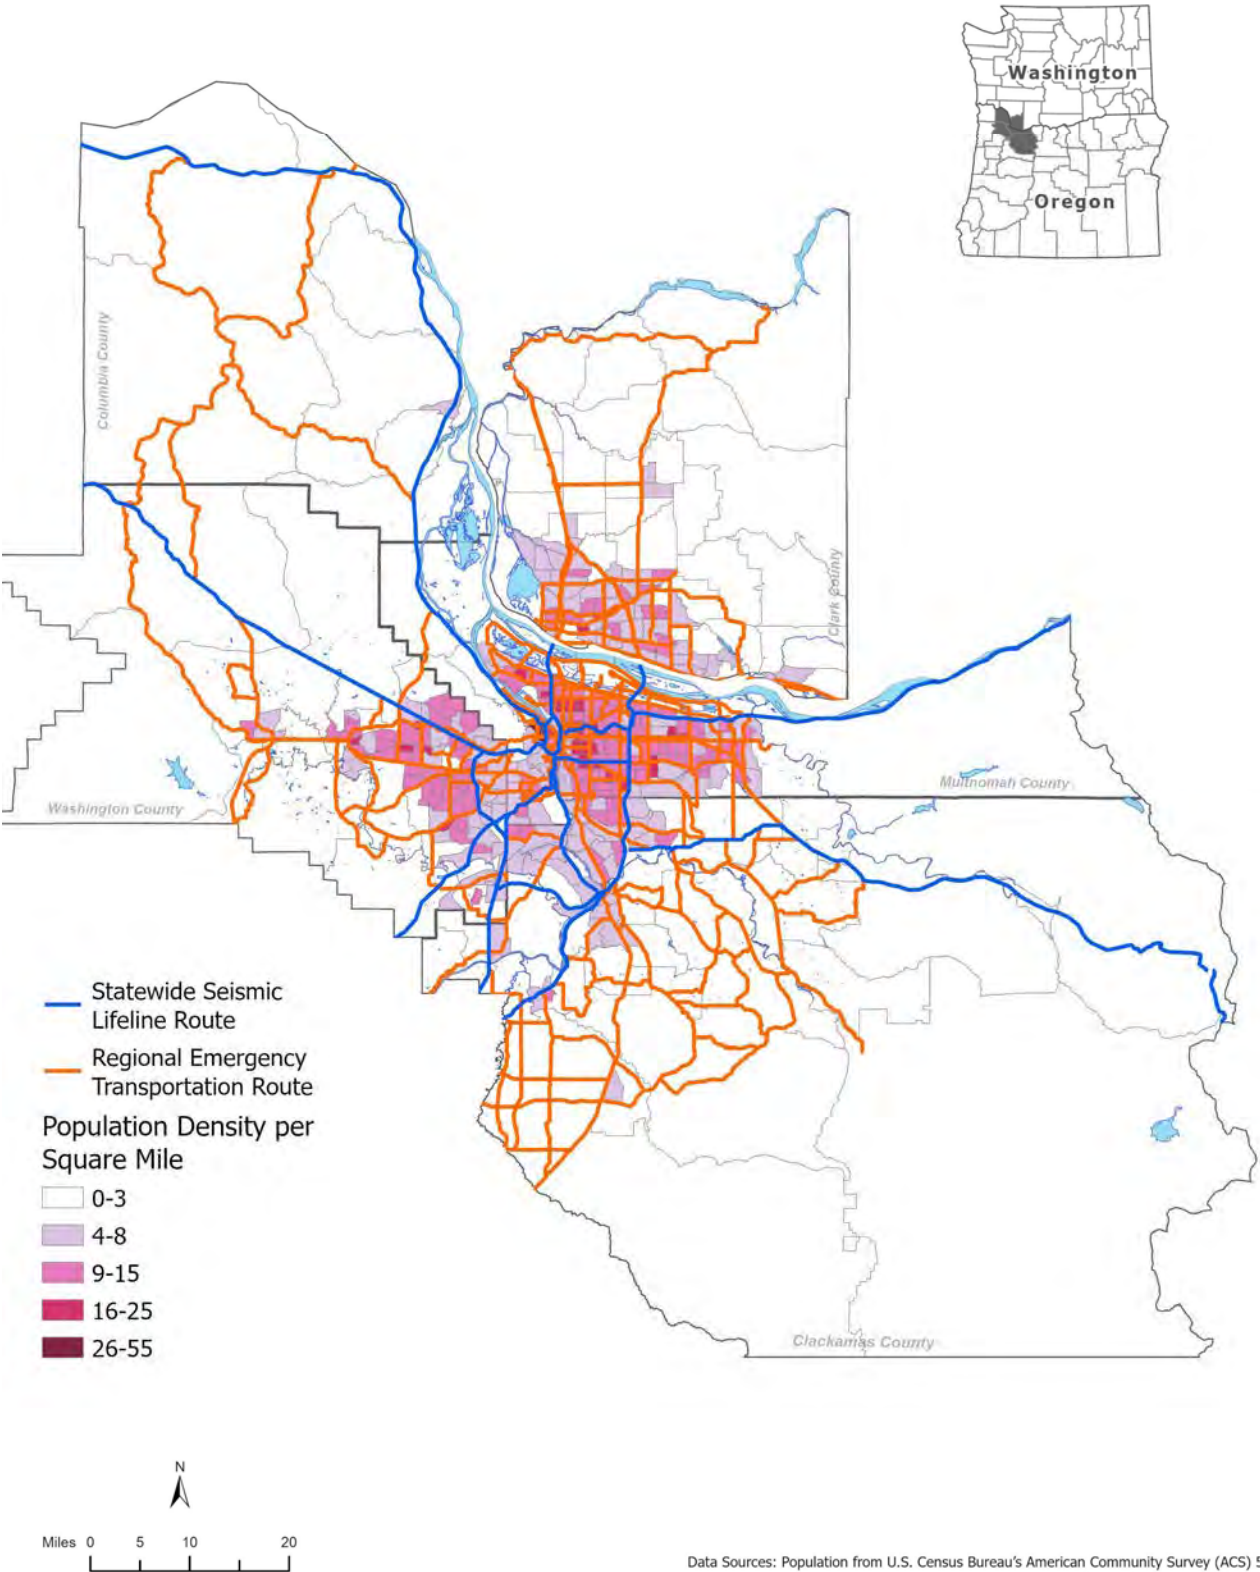 Washington
Oregon
Columbia County
Clark County
Multnomah County
Washington County
Statewide Seismic
Lifeline Route
Regional Emergency
Transportation Route
Population Density per
Square Mile
0-3
4-8
9-15
16-25
26-55
Clackamas County
N
Miles 0 5 10 20
Data Sources: Population from U.S. Census Bureau's American Community Survey (ACS) 5